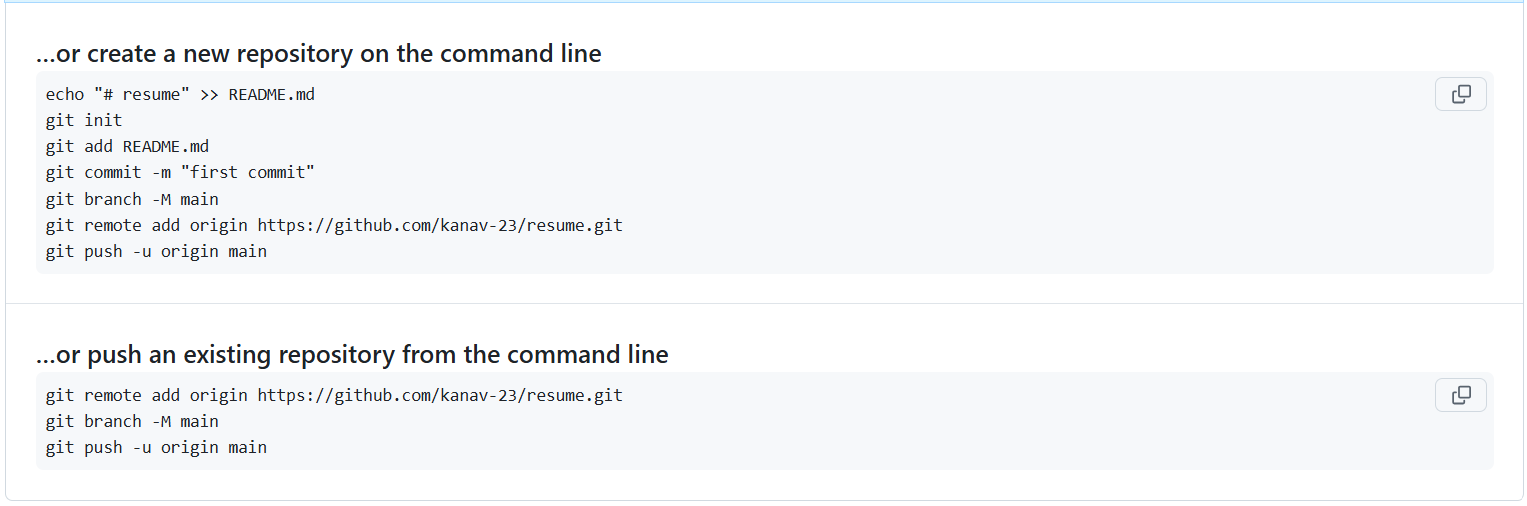 ...or create a new repository on the command line
echo "# resume" >> README.md
git init
git add README.md
git commit -m "first commit"
git branch -M main
git remote add origin https://github.com/kanav-23/resume.git
git push -u origin main
...or push an existing repository from the command line
git remote add origin https://github.com/kanav-23/resume.git
git branch -M main
git push -u origin main